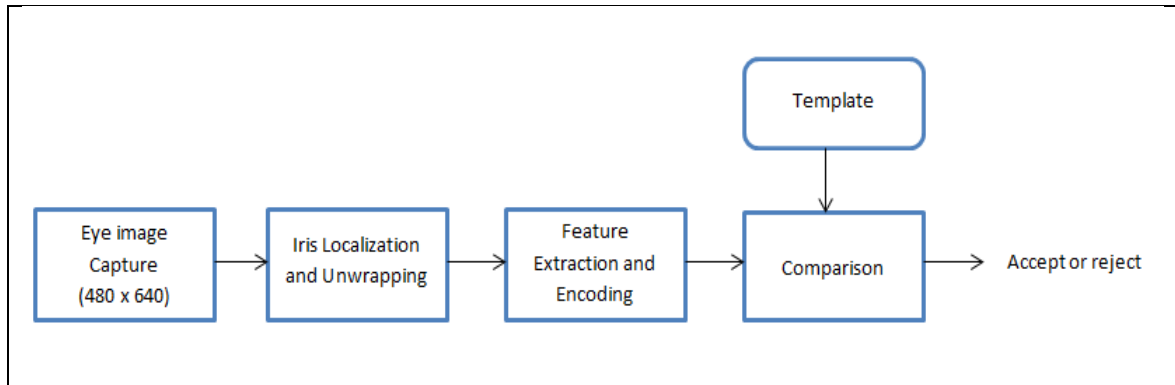 Template
Eye image
Capture
(480 x 640)
Iris Localization
and Unwrapping
Feature
Extraction and
Encoding
Comparison
Accept or reject